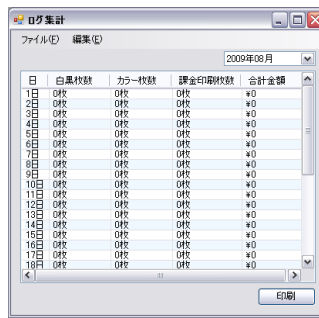 ログ集計
ファイル(F) 編集(E)
2009年08月
日 白黒枚数 カラー枚数 課金印刷枚数 合計金額
1日 0枚 0枚 0枚 ¥0
2日 0枚 0枚 0枚 ¥0
3日 0枚 0枚 0枚 ¥0
4日 0枚 0枚 0枚 ¥0
5日 0枚 0枚 0枚 ¥0
6日 0枚 0枚 0枚 ¥0
7日 0枚 0枚 0枚 ¥0
8日 0枚 0枚 0枚 ¥0
9日 0枚 0枚 0枚 ¥0
10日 0枚 0枚 0枚 ¥0
11日 0枚 0枚 0枚 ¥0
12日 0枚 0枚 0枚 ¥0
13日 0枚 0枚 0枚 ¥0
14日 0枚 0枚 0枚 ¥0
15日 0枚 0枚 0枚 ¥0
16日 0枚 0枚 0枚 ¥0
17日 0枚 0枚 0枚 ¥0
18日 0枚 0枚 0枚 ¥0
印刷